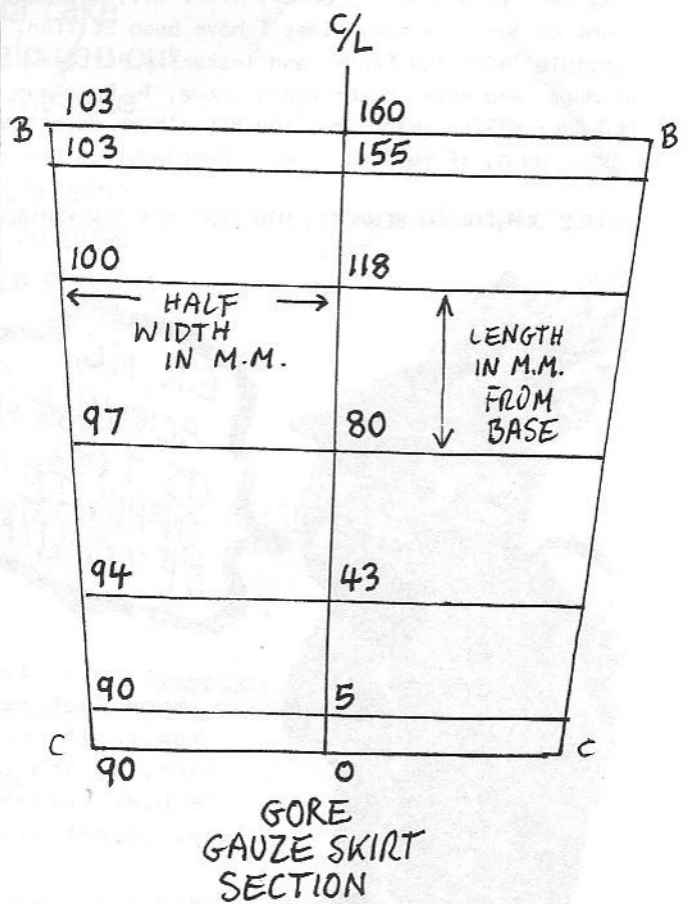 C/L
103 160
B B
103 155
100 118
HALF
WIDTH
IN M.M.
LENGTH
IN M.M.
FROM
BASE
97 80
94 43
90 5
C C
90 0
GORE
GAUZE SKIRT
SECTION